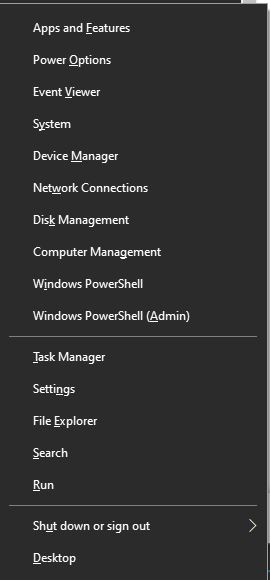 Apps and Features
Power Options
Event Viewer
System
Device Manager
Network Connections
Disk Management
Computer Management
Windows PowerShell
Windows PowerShell (Admin)
Task Manager
Settings
File Explorer
Search
Run
Shut down or sign out
Desktop